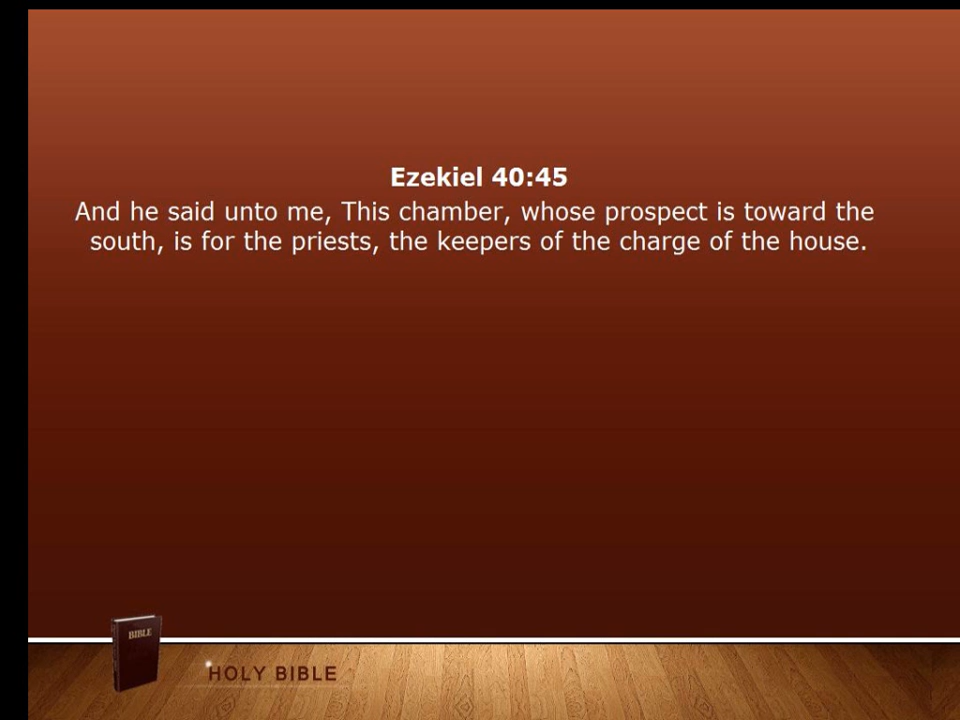 Ezekiel 40:45
And he said unto me, This chamber, whose prospect is toward the
south, is for the priests, the keepers of the charge of the house.
BIBLE
HOLY BIBLE